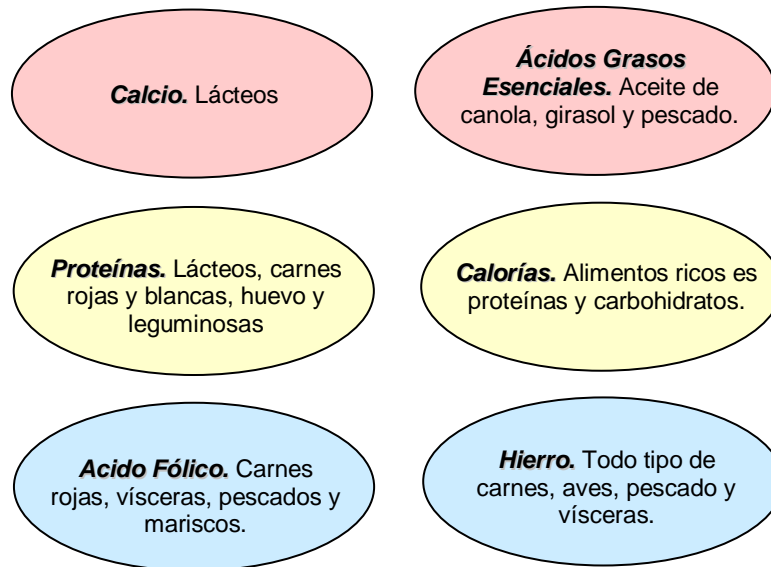 Calcio. Lácteos
Ácidos Grasos
Esenciales. Aceite de
canola, girasol y pescado.
Proteínas. Lácteos, carnes
rojas y blancas, huevo y
leguminosas
Calorías. Alimentos ricos es
proteínas y carbohidratos.
Acido Fólico. Carnes
rojas, vísceras, pescados y
mariscos.
Hierro. Todo tipo de
carnes, aves, pescado y
vísceras.